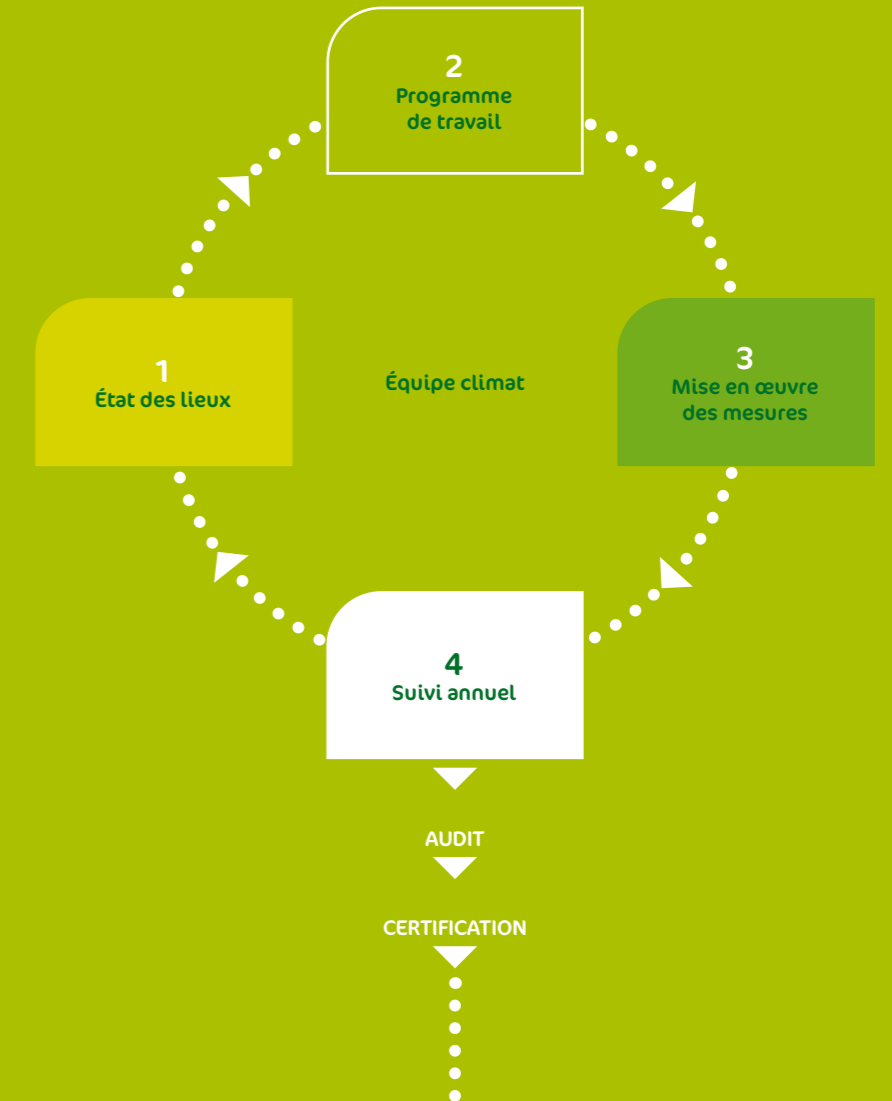 2
Programme
de travail
1
État des lieux
Équipe climat
3
Mise en œuvre
des mesures
4
Suivi annuel
AUDIT
CERTIFICATION